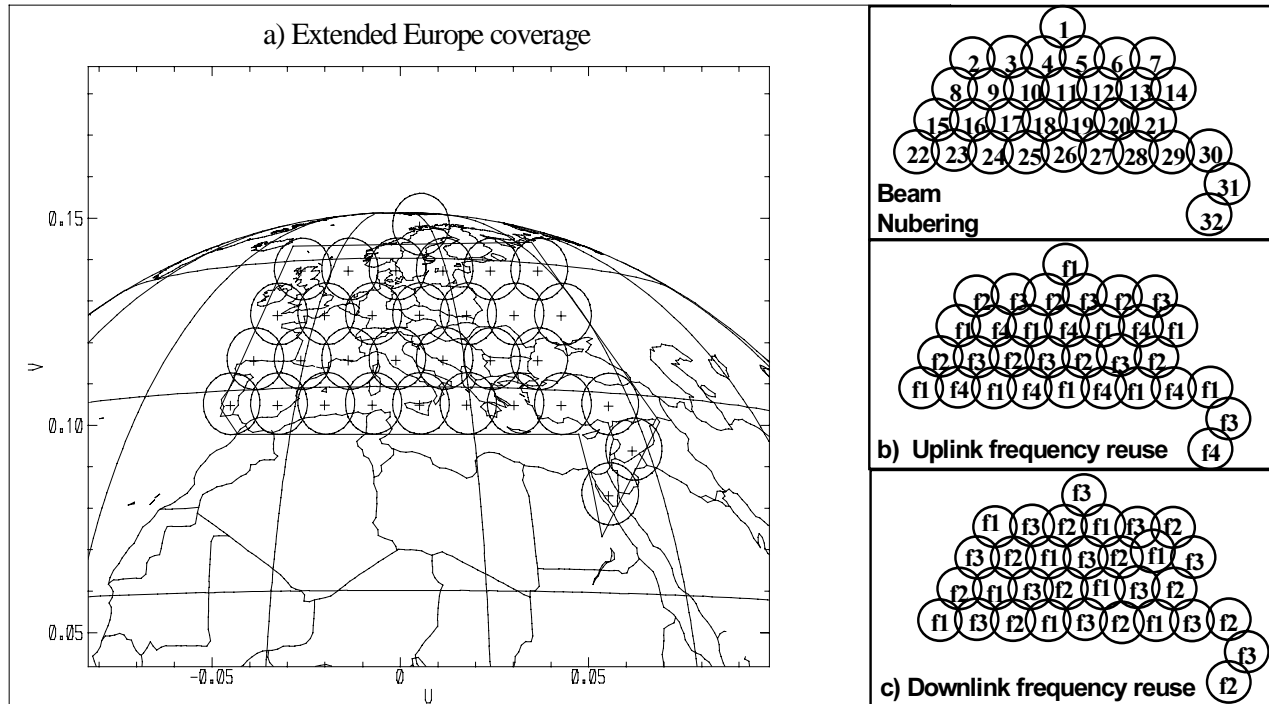 a) Extended Europe coverage
0.15
0.10
0.05
V
-0.05 0 0.05
U
1
2 3 4 5 6 7
8 9 10 11 12 13 14
15 16 17 18 19 20 21
22 23 24 25 26 27 28 29 30
31
32
Beam
Nubering
f1
f2 f3 f2 f3 f2 f3
f1 f4 f1 f4 f1 f4 f1
f2 f3 f2 f3 f2 f3 f2
f1 f4 f1 f4 f1 f4 f1 f4 f1
f3
f4
b) Uplink frequency reuse
f3
f1 f3 f2 f1 f3 f2
f3 f2 f1 f3 f2 f1 f3
f2 f1 f3 f2 f1 f3 f2
f1 f3 f2 f1 f3 f2 f1 f3 f2
f3
f2
c) Downlink frequency reuse